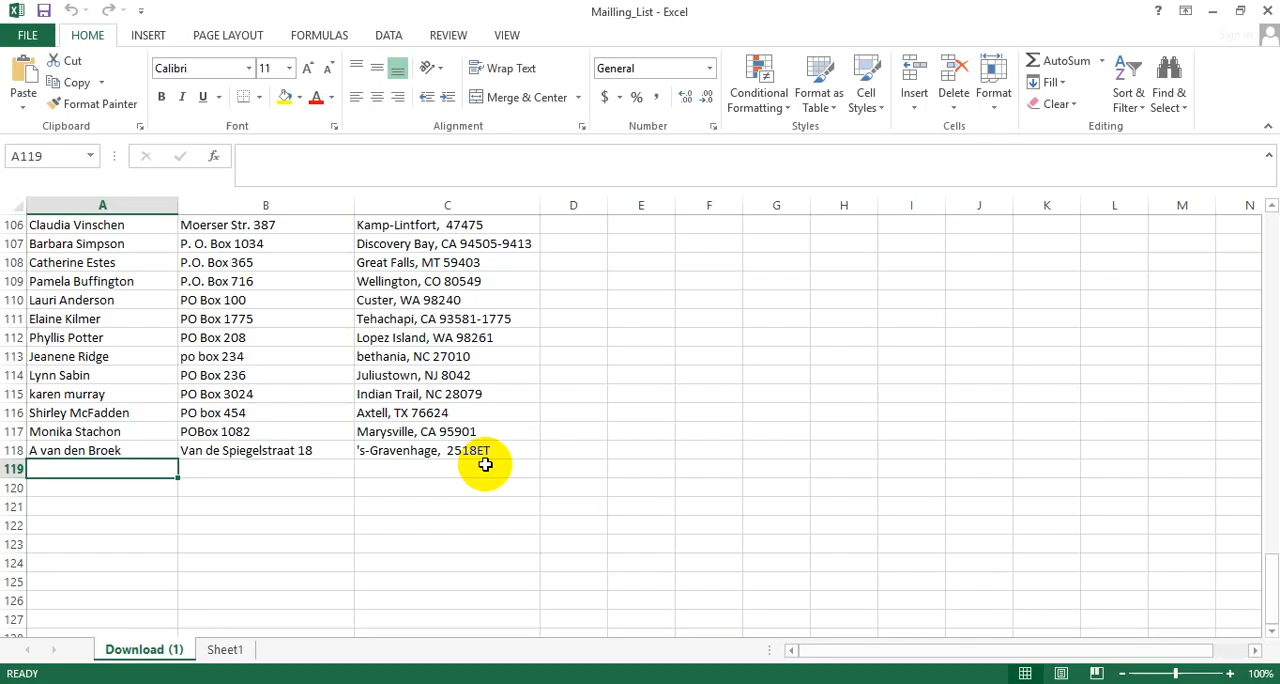 Mailling_List - Excel
?
Sign in
FILE HOME INSERT PAGE LAYOUT FORMULAS DATA REVIEW VIEW
Paste
Cut
Copy
Format Painter
Clipboard
Calibri 11
A A
B I U A
Font
Wrap Text
Merge & Center
Alignment
General
$ % , .0 .00
Number
Conditional Formatting
Format as Table
Cell Styles
Styles
Insert Delete Format
Cells
AutoSum
Fill
Clear
Sort & Filter
Find & Select
Editing
A119 fx
A B C D E F G H I J K L M N
106 Claudia Vinschen Moerser Str. 387 Kamp-Lintfort,  47475
107 Barbara Simpson P. O. Box 1034 Discovery Bay, CA 94505-9413
108 Catherine Estes P.O. Box 365 Great Falls, MT 59403
109 Pamela Buffington P.O. Box 716 Wellington, CO 80549
110 Lauri Anderson PO Box 100 Custer, WA 98240
111 Elaine Kilmer PO Box 1775 Tehachapi, CA 93581-1775
112 Phyllis Potter PO Box 208 Lopez Island, WA 98261
113 Jeanene Ridge po box 234 bethania, NC 27010
114 Lynn Sabin PO Box 236 Juliustown, NJ 8042
115 karen murray PO Box 3024 Indian Trail, NC 28079
116 Shirley McFadden PO box 454 Axtell, TX 76624
117 Monika Stachon POBox 1082 Marysville, CA 95901
118 A van den Broek Van de Spiegelstraat 18 's-Gravenhage,  2518ET
119
120
121
122
123
124
125
126
127
128
Download (1) Sheet1
READY 100%